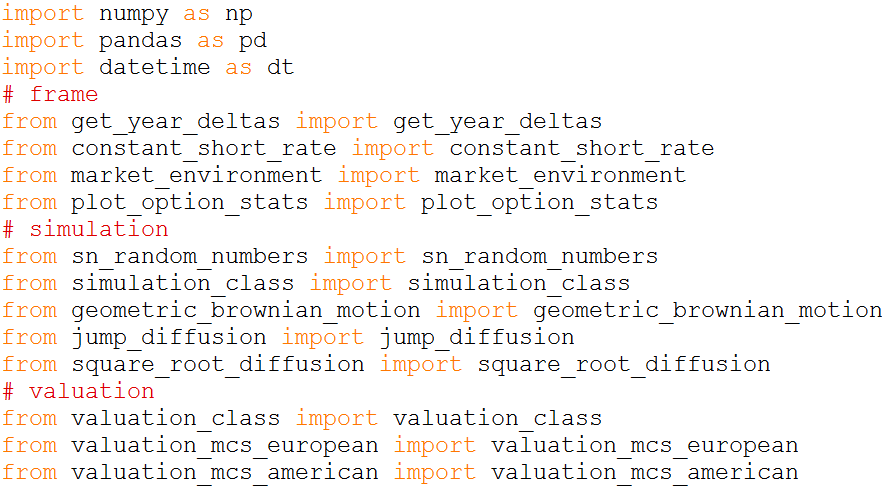 import numpy as np
import pandas as pd
import datetime as dt
# frame
from get_year_deltas import get_year_deltas
from constant_short_rate import constant_short_rate
from market_environment import market_environment
from plot_option_stats import plot_option_stats
# simulation
from sn_random_numbers import sn_random_numbers
from simulation_class import simulation_class
from geometric_brownian_motion import geometric_brownian_motion
from jump_diffusion import jump_diffusion
from square_root_diffusion import square_root_diffusion
# valuation
from valuation_class import valuation_class
from valuation_mcs_european import valuation_mcs_european
from valuation_mcs_american import valuation_mcs_american